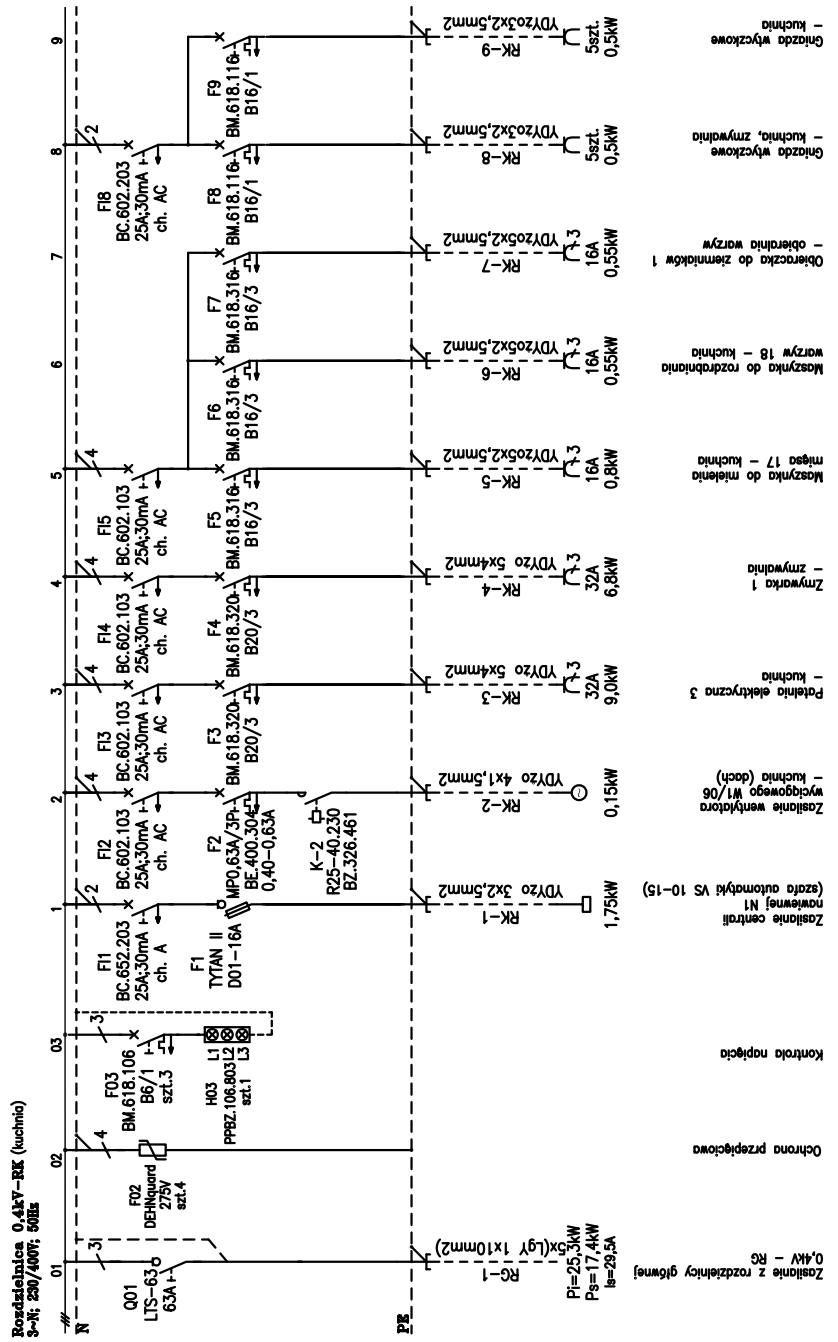 Rozdzielnica 0,4kV-RK (kuchnia)
3~N; 230/400V; 50Hz
N
PE
01
3
Q01
LTS-63
63A
RG-1
5x(LgY 1x10mm2)
Pi=25,3kW
Ps=17,4kW
Is=29,5A
Zasilanie z rozdzielnicy głównej
0,4kV - RG
02
4
F02
DEHNquard
275V
szt.4
Ochrona przepięciowa
03
3
F03
BM.618.106
B6/1
szt.3
H03
PPBZ.106.803
szt.1
L1
L2
L3
Kontrola napięcia
1
2
FI1
BC.652.203
25A;30mA
ch. A
F1
TYTAN II
D01-16A
RK-1
YDYżo 3x2,5mm2
1,75kW
Zasilanie centrali
nawiewnej N1
(szafa automatyki VS 10-15)
2
4
FI2
BC.602.103
25A;30mA
ch. AC
F2
MP0,63A/3P
BE.400.304
0,40-0,63A
K-2
R25-40.230
BZ.326.461
RK-2
YDYżo 4x1,5mm2
0,15kW
Zasilanie wentylatora
wyciągowego W1/06
- kuchnia (dach)
3
4
FI3
BC.602.103
25A;30mA
ch. AC
F3
BM.618.320
B20/3
RK-3
YDYżo 5x4mm2
3
32A
9,0kW
Patelnia elektryczna 3
- kuchnia
4
4
FI4
BC.602.103
25A;30mA
ch. AC
F4
BM.618.320
B20/3
RK-4
YDYżo 5x4mm2
3
32A
6,8kW
Zmywarka 1
- zmywalnia
5
4
FI5
BC.602.103
25A;30mA
ch. AC
F5
BM.618.316
B16/3
RK-5
YDYżo5x2,5mm2
3
16A
0,8kW
Maszynka do mielenia
mięsa 17 - kuchnia
6
F6
BM.618.316
B16/3
RK-6
YDYżo5x2,5mm2
3
16A
0,55kW
Maszynka do rozdrabniania
warzyw 18 - kuchnia
7
F7
BM.618.316
B16/3
RK-7
YDYżo5x2,5mm2
3
16A
0,55kW
Obieraczka do ziemniaków 1
- obieralnia warzyw
8
2
FI8
BC.602.203
25A;30mA
ch. AC
F8
BM.618.116
B16/1
RK-8
YDYżo3x2,5mm2
5szt.
0,5kW
Gniazda wtyczkowe
- kuchnia, zmywalnia
9
F9
BM.618.116
B16/1
RK-9
YDYżo3x2,5mm2
5szt.
0,5kW
Gniazda wtyczkowe
- kuchnia